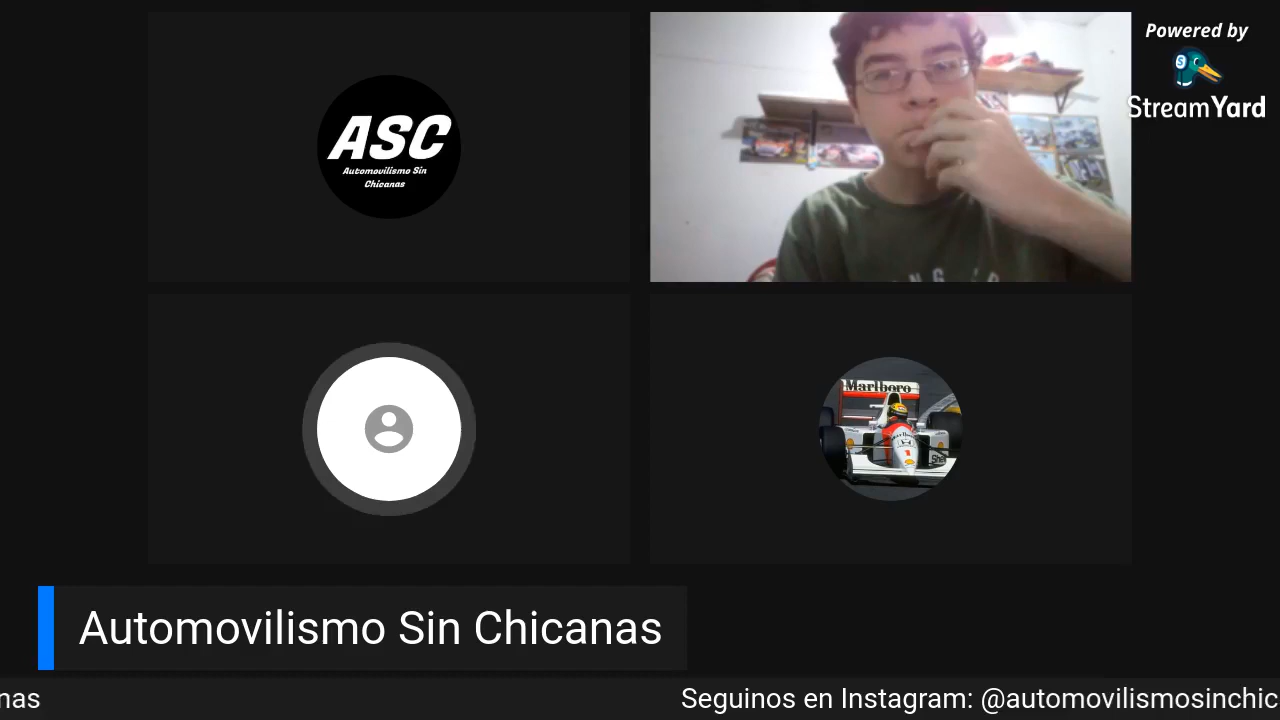 Powered by
StreamYard
ASC
Automovilismo Sin
Chicanas
Marlboro
Automovilismo Sin Chicanas
nas
Seguinos en Instagram: @automovilismosinchic